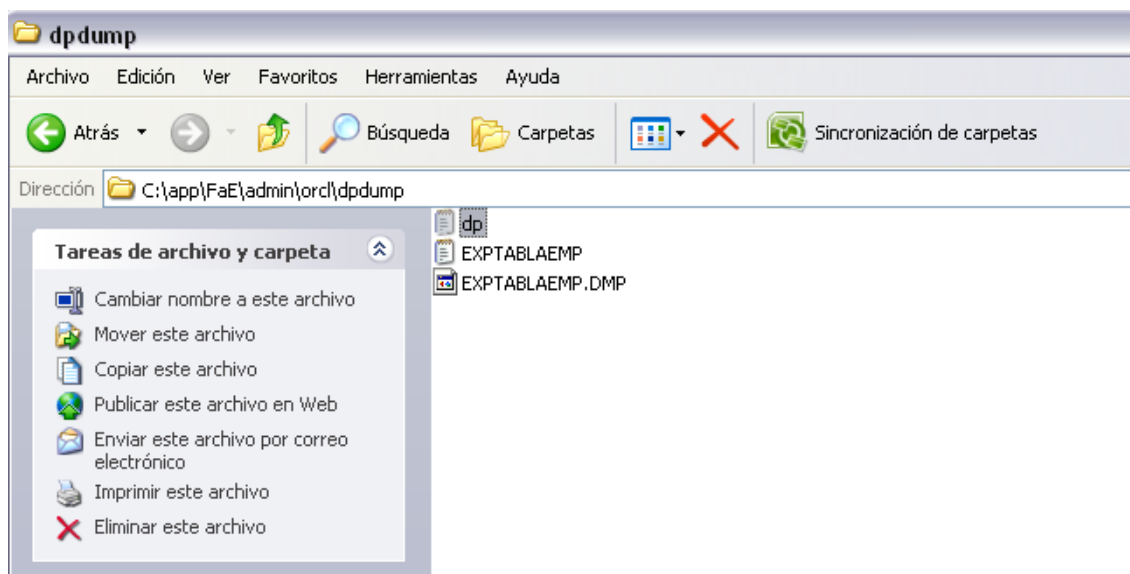 dpdump
Archivo Edición Ver Favoritos Herramientas Ayuda
Atrás Búsqueda Carpetas Sincronización de carpetas
Dirección C:\app\FaE\admin\orcl\dpdump
dp
EXPTABLAEMP
EXPTABLAEMP.DMP
Tareas de archivo y carpeta
Cambiar nombre a este archivo
Mover este archivo
Copiar este archivo
Publicar este archivo en Web
Enviar este archivo por correo
electrónico
Imprimir este archivo
Eliminar este archivo